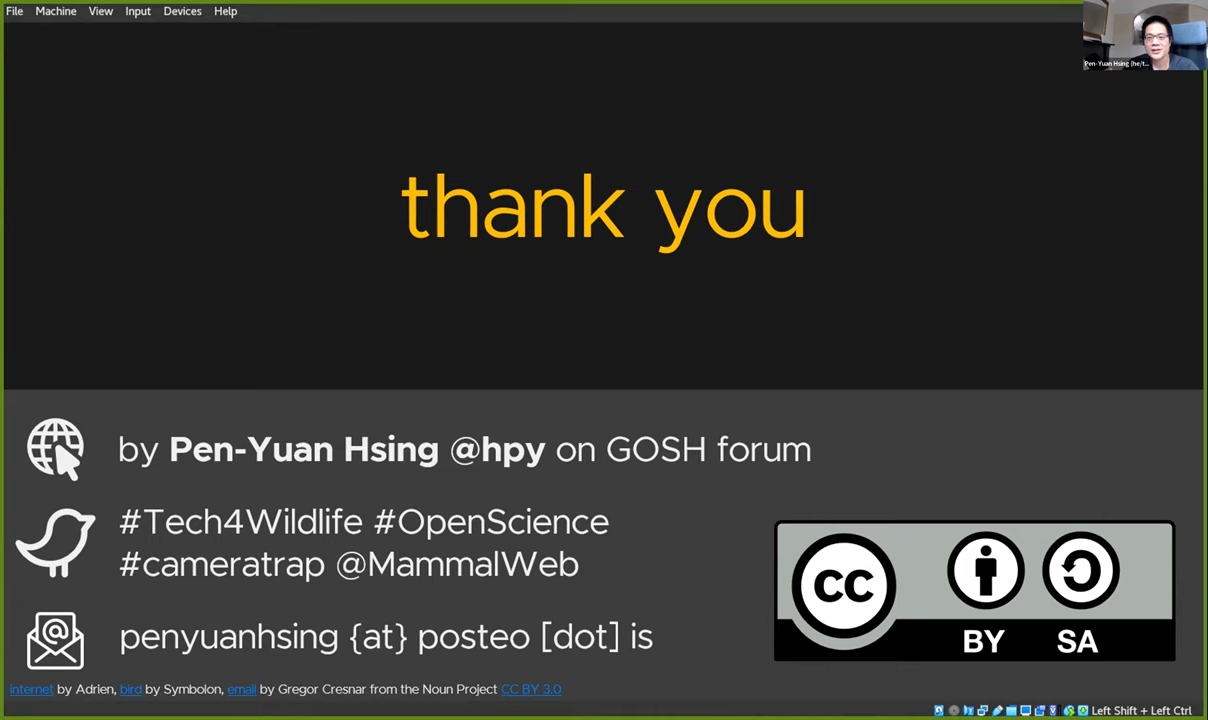 File Machine View Input Devices Help
Pen-Yuan Hsing (he/t...
thank you
by Pen-Yuan Hsing @hpy on GOSH forum
#Tech4Wildlife #OpenScience
#cameratrap @MammalWeb
penyuanhsing {at} posteo [dot] is
CC
BY SA
internet by Adrien, bird by Symbolon, email by Gregor Cresnar from the Noun Project CC BY 3.0
Left Shift + Left Ctrl